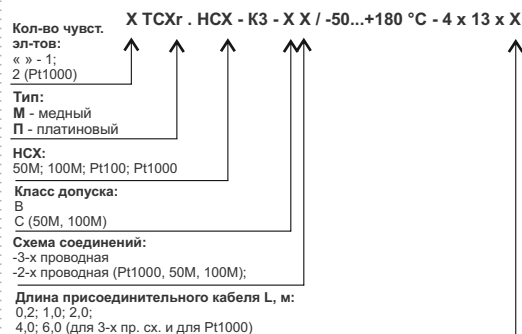 X ТСХг . НСХ - К3 - X X / -50...+180 °C - 4 x 13 x X
Кол-во чувст.
эл-тов:
« » - 1;
2 (Pt1000)
Тип:
М - медный
П - платиновый
НСХ:
50М; 100М; Pt100; Pt1000
Класс допуска:
В
С (50М, 100М)
Схема соединений:
-3-х проводная
-2-х проводная (Pt1000, 50М, 100М);
Длина присоединительного кабеля L, м:
0,2; 1,0; 2,0;
4,0; 6,0 (для 3-х пр. сх. и для Pt1000)